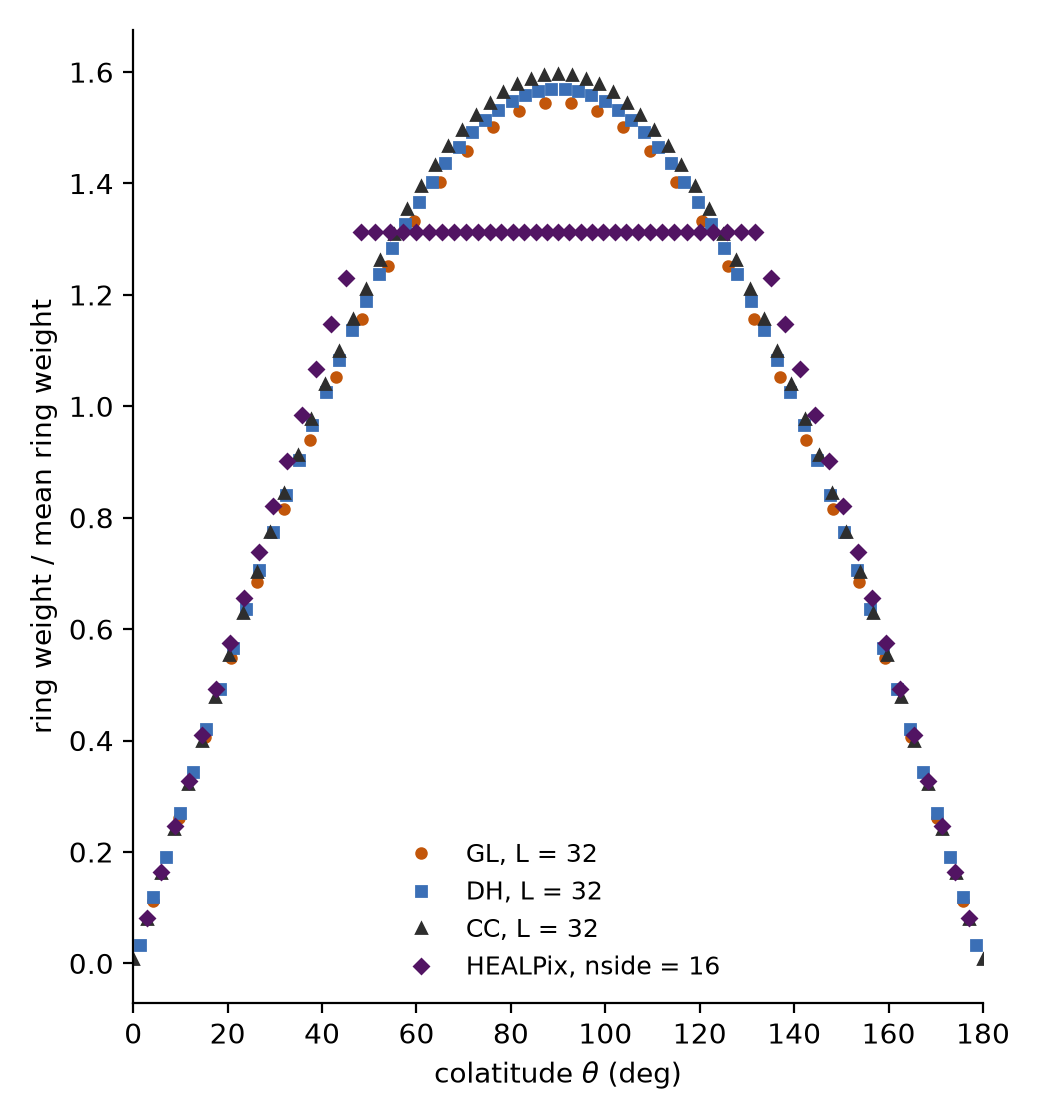 1.6
1.4
1.2
1.0
0.8
0.6
0.4
0.2
0.0
ring weight / mean ring weight
GL, L = 32
DH, L = 32
CC, L = 32
HEALPix, nside = 16
0 20 40 60 80 100 120 140 160 180
colatitude θ (deg)